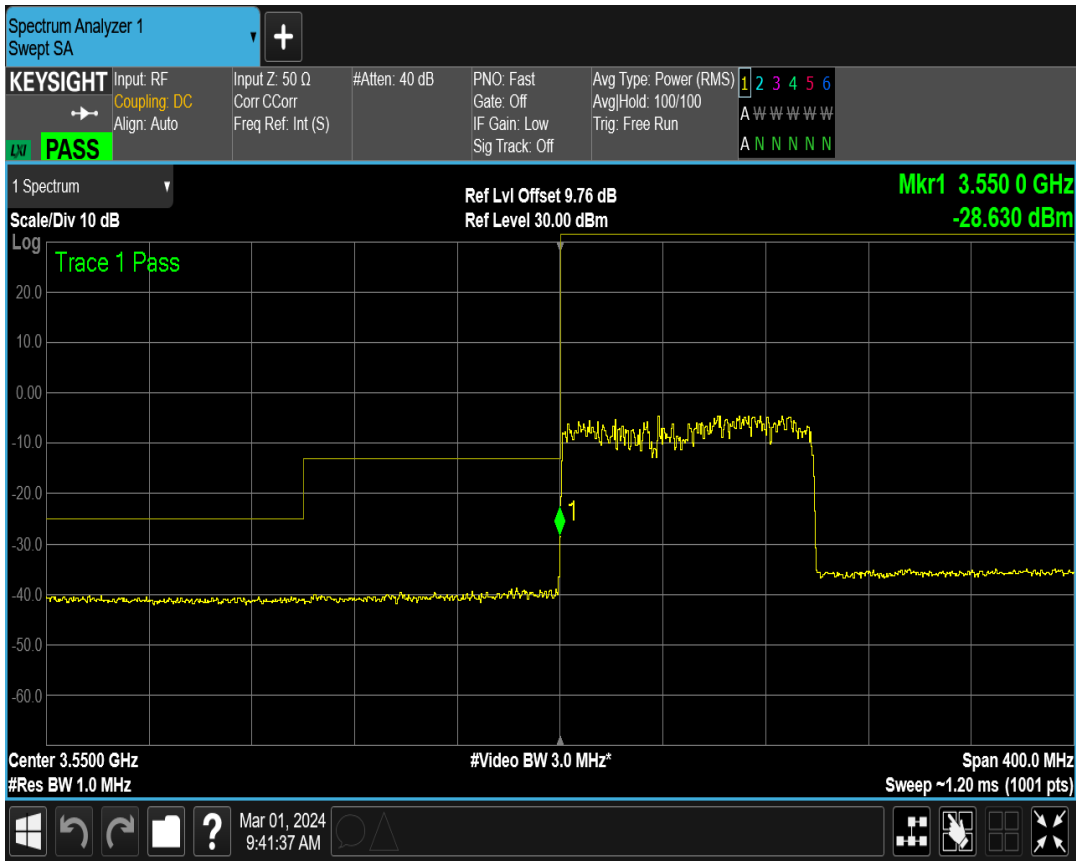 Spectrum Analyzer 1
Swept SA
+
KEYSIGHT Input: RF Input Z: 50 Ω #Atten: 40 dB PNO: Fast Avg Type: Power (RMS) 1 2 3 4 5 6
Coupling: DC Corr CCorr Gate: Off Avg|Hold: 100/100 A W W W W W
Align: Auto Freq Ref: Int (S) IF Gain: Low Trig: Free Run
LXI PASS Sig Track: Off A N N N N N
1 Spectrum Ref Lvl Offset 9.76 dB Mkr1 3.550 0 GHz
Scale/Div 10 dB Ref Level 30.00 dBm -28.630 dBm
Log
Trace 1 Pass
20.0
10.0
0.00
-10.0
-20.0
1
-30.0
-40.0
-50.0
-60.0
Center 3.5500 GHz #Video BW 3.0 MHz* Span 400.0 MHz
#Res BW 1.0 MHz Sweep ~1.20 ms (1001 pts)
? Mar 01, 2024
9:41:37 AM